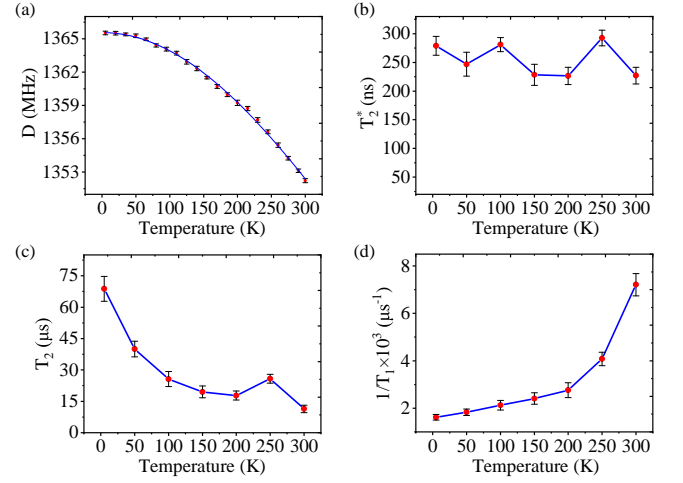 (a)
1365
1362
1359
1356
1353
D (MHz)
0 50 100 150 200 250 300
Temperature (K)
(b)
300
250
200
150
100
50
T₂* (ns)
0 50 100 150 200 250 300
Temperature (K)
(c)
75
60
45
30
15
0
T₂ (μs)
0 50 100 150 200 250 300
Temperature (K)
(d)
8
6
4
2
1/T₁×10³ (μs⁻¹)
0 50 100 150 200 250 300
Temperature (K)